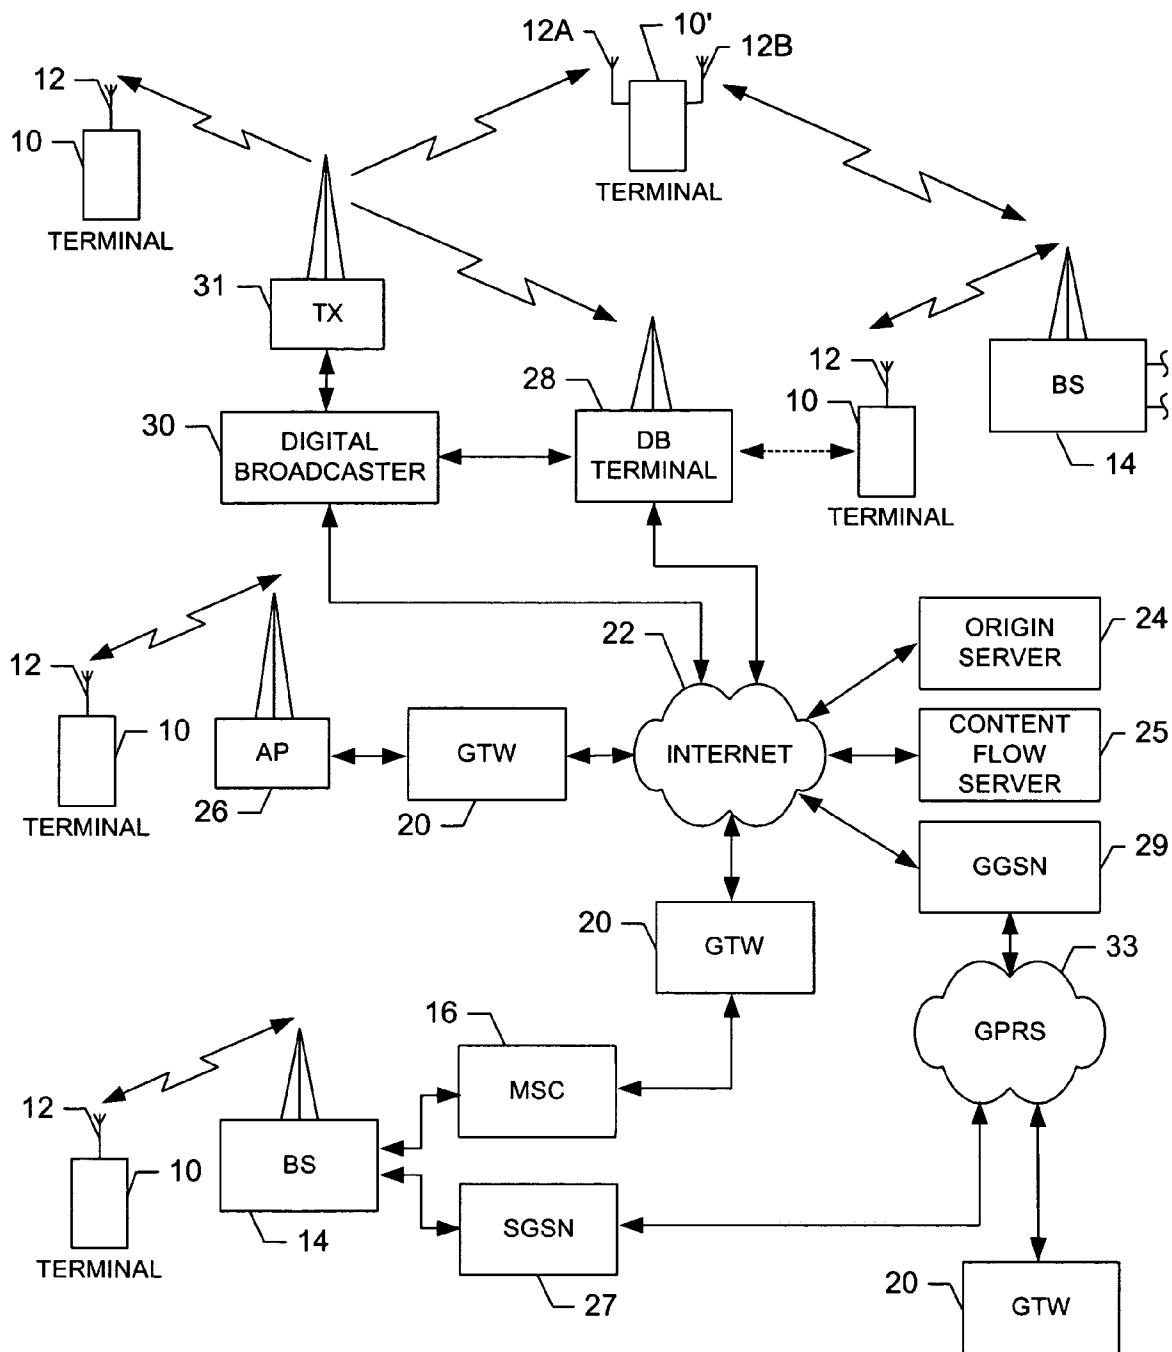 12A
10'
12B
12
10
TERMINAL
TERMINAL
31
TX
28
12
BS
30
DIGITAL
BROADCASTER
DB
TERMINAL
10
14
TERMINAL
22
ORIGIN
SERVER
24
12
10
AP
GTW
INTERNET
CONTENT
FLOW
SERVER
25
TERMINAL
26
20
GGSN
29
20
GTW
33
16
GPRS
MSC
12
10
BS
SGSN
14
TERMINAL
27
20
GTW